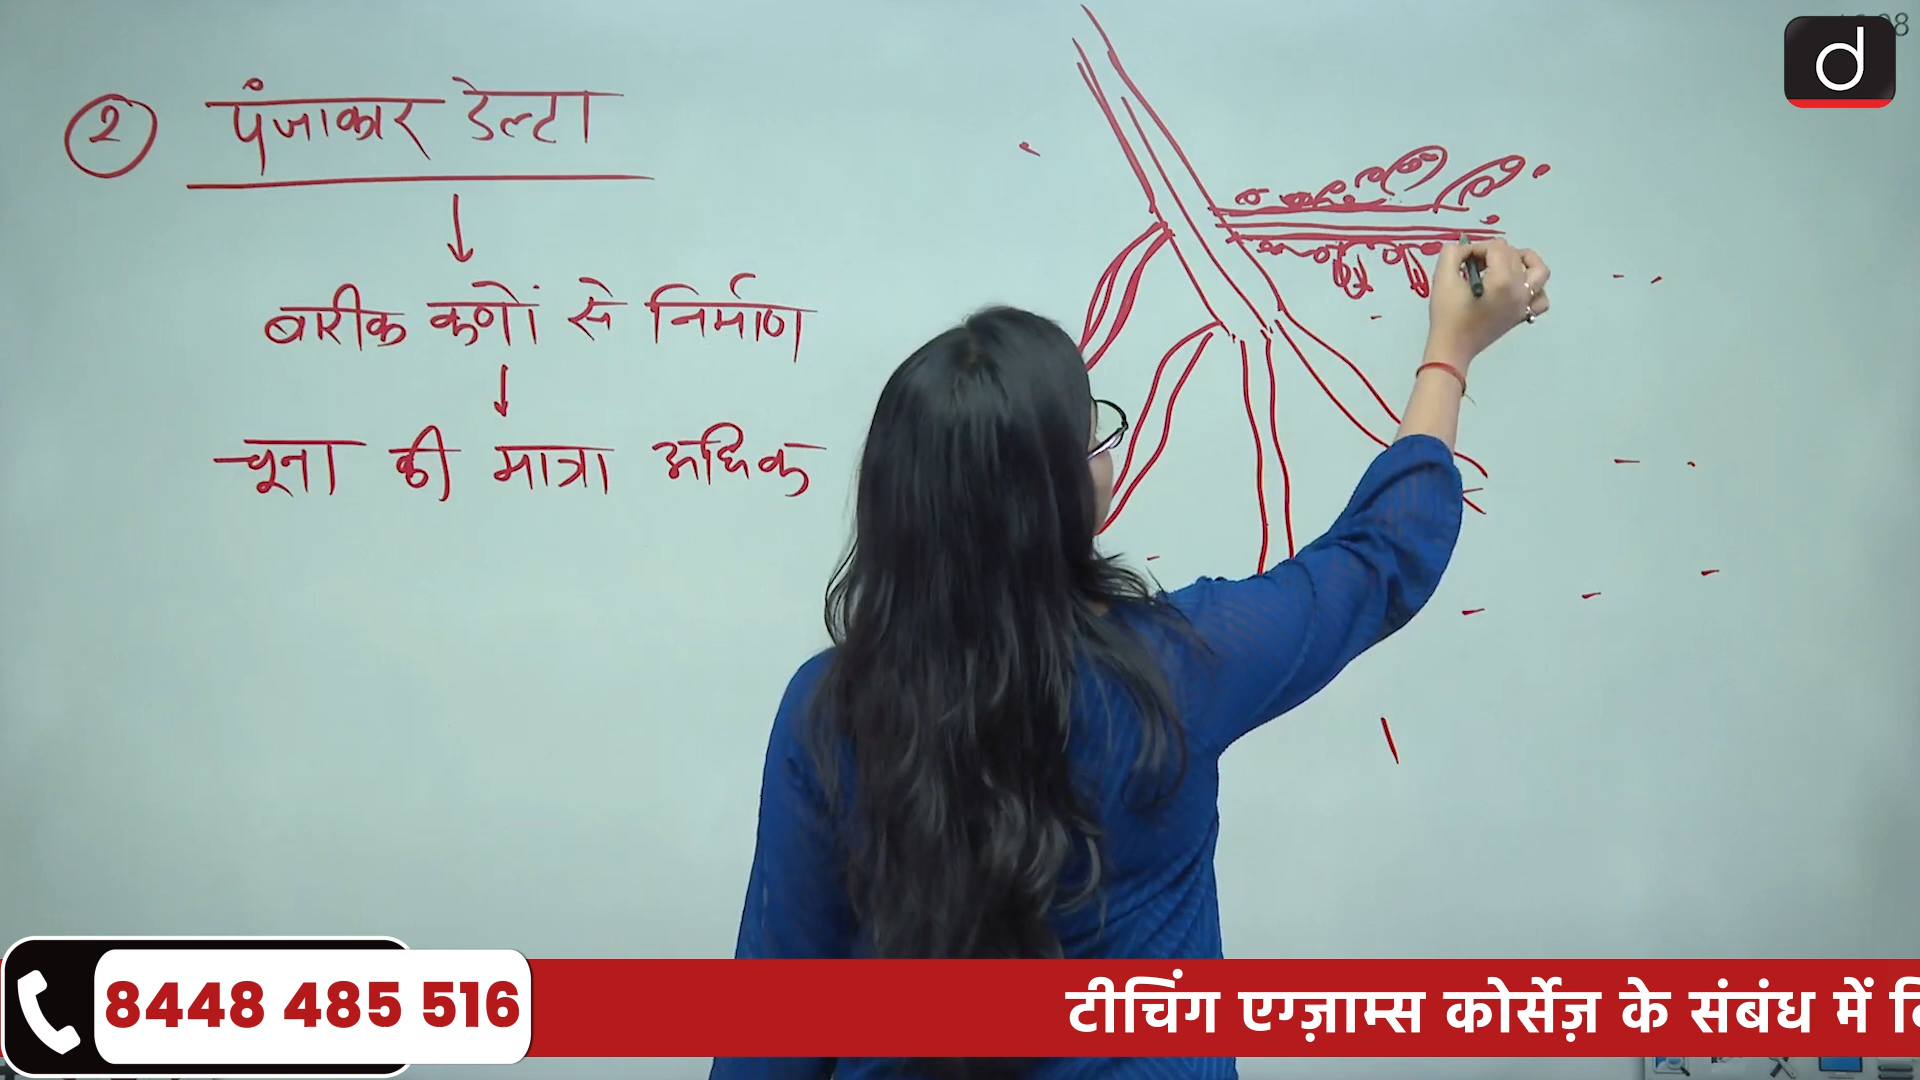 2 पंजाकार डेल्टा
बारीक कणों से निर्माण
चूना की मात्रा अधिक
d
8448 485 516
टीचिंग एग्ज़ाम्स कोर्सेज़ के संबंध में